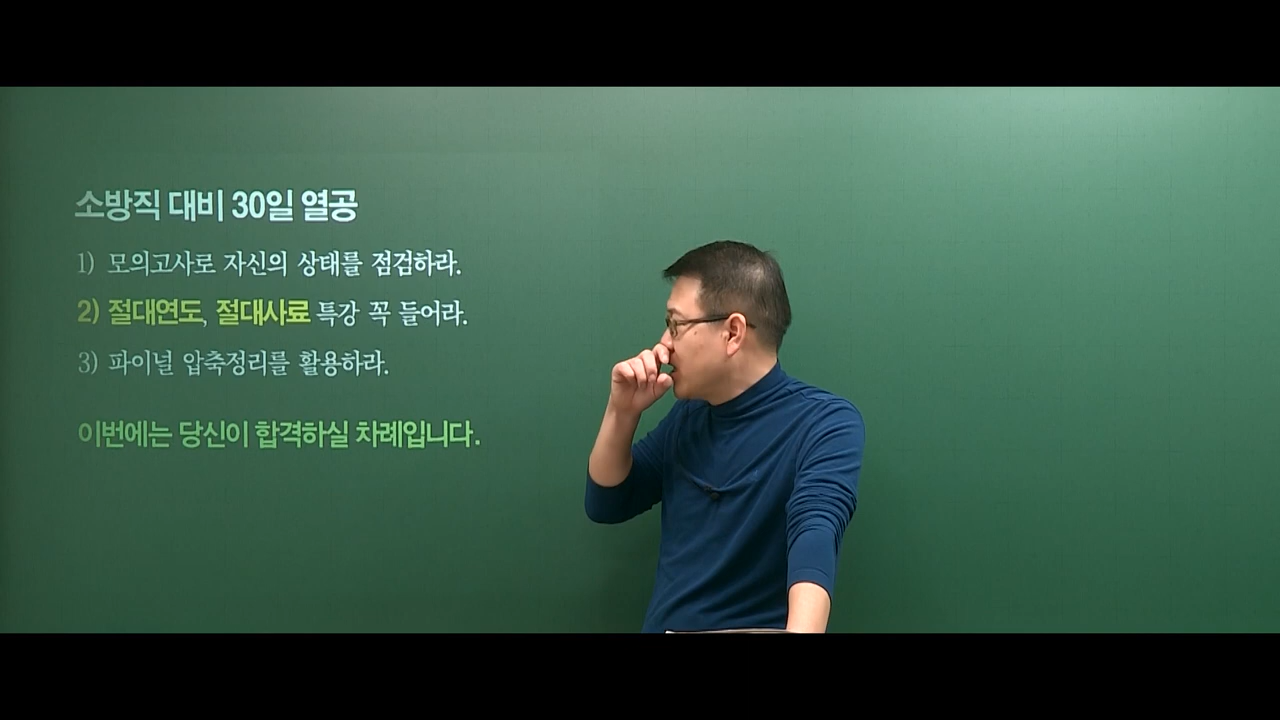 소방직 대비 30일 열공
1) 모의고사로 자신의 상태를 점검하라.
2) 절대연도, 절대사료 특강 꼭 들어라.
3) 파이널 압축정리를 활용하라.
이번에는 당신이 합격하실 차례입니다.